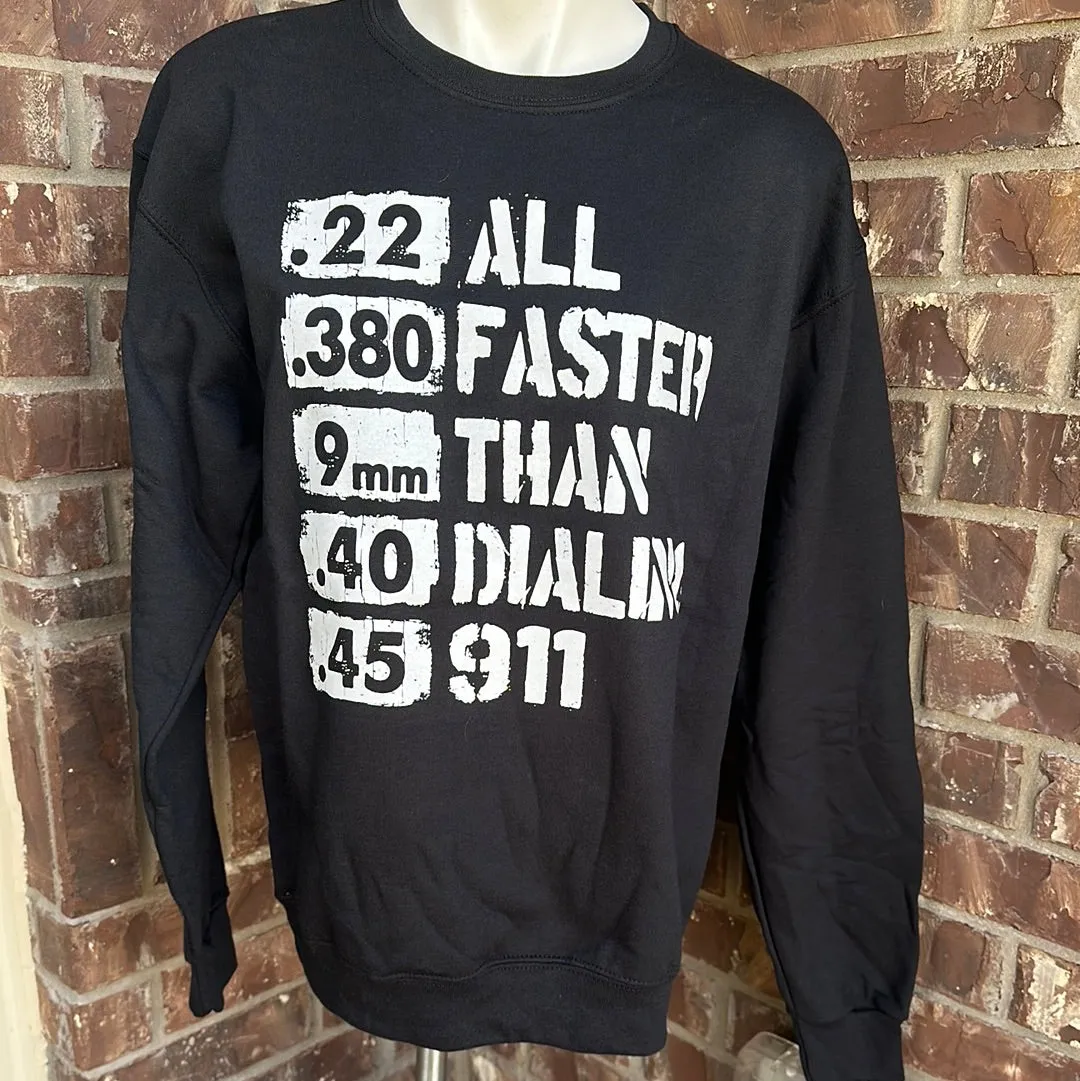 .22 ALL
.380 FASTER
9mm THAN
.40 DIALING
.45 911